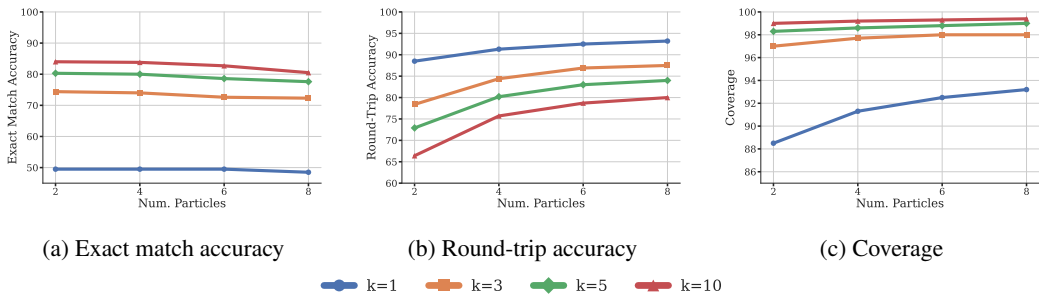 100
90
80
70
60
50
Exact Match Accuracy
2
4
6
8
Num. Particles
(a) Exact match accuracy
100
95
90
85
80
75
70
65
60
Round-Trip Accuracy
2
4
2
6
8
Num. Particles
(b) Round-trip accuracy
100
98
96
94
92
90
88
86
Coverage
2
4
6
8
Num. Particles
(c) Coverage
k=1
k=3
k=5
k=10